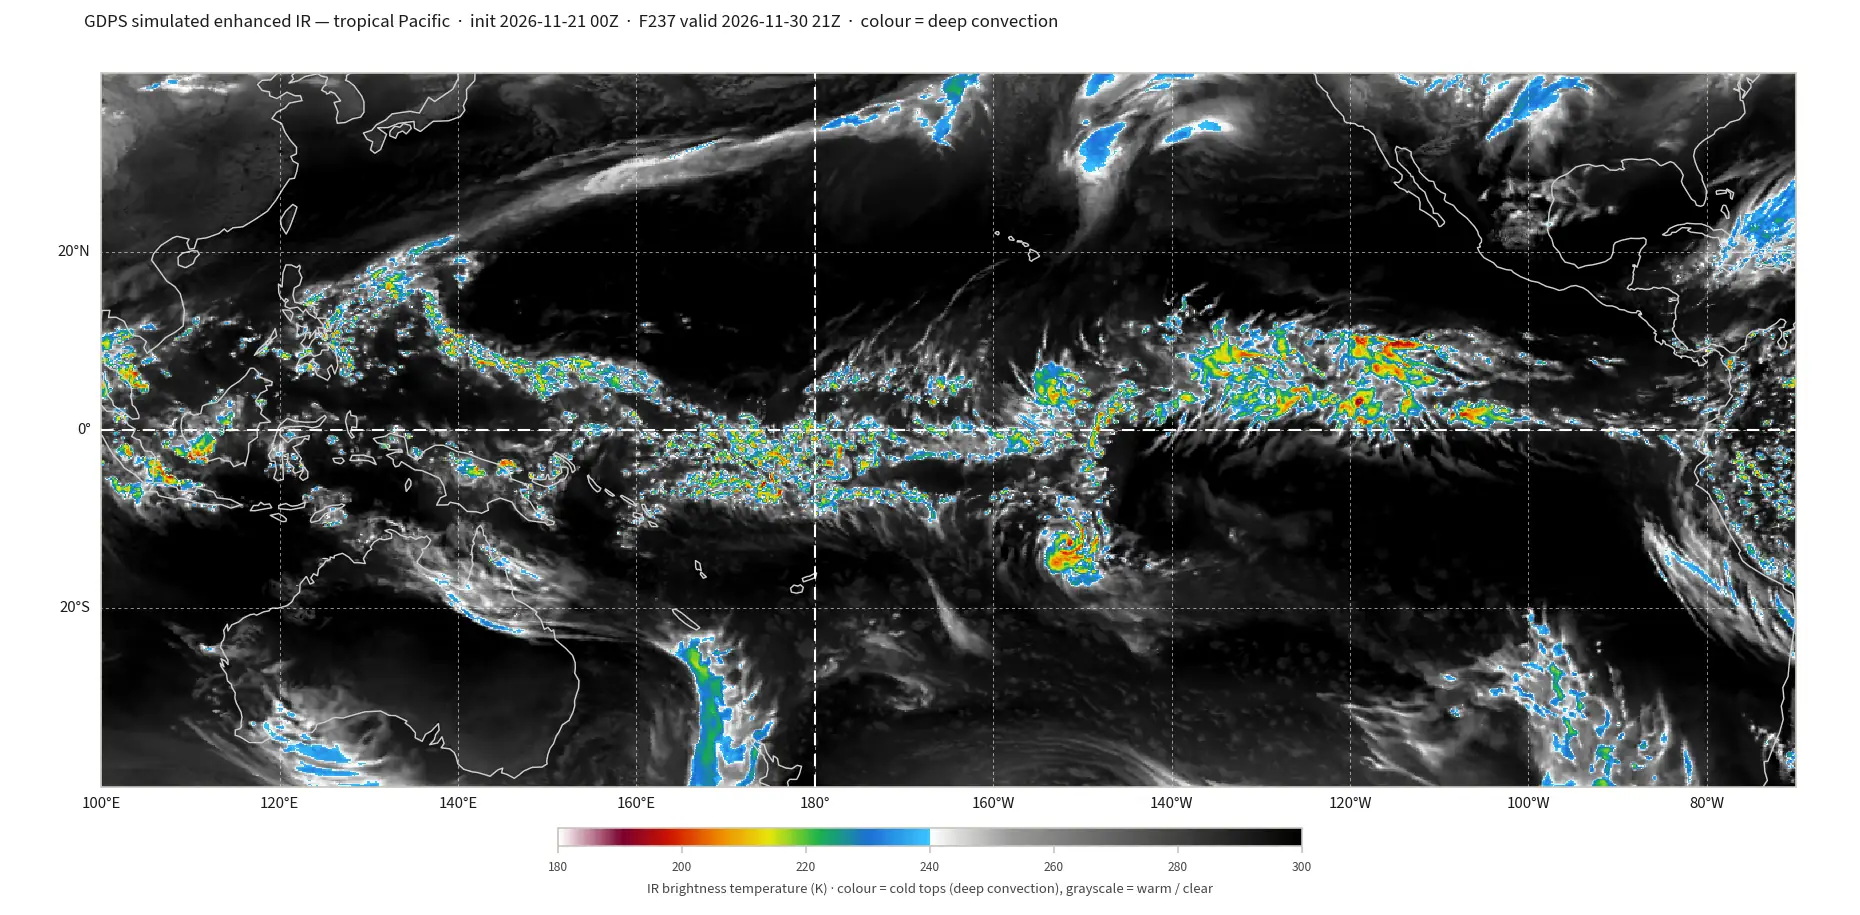 GDPS simulated enhanced IR — tropical Pacific · init 2026-11-21 00Z · F237 valid 2026-11-30 21Z · colour = deep convection
20°N
0°
20°S
100°E 120°E 140°E 160°E 180° 160°W 140°W 120°W 100°W 80°W
180 200 220 240 260 280 300
IR brightness temperature (K) · colour = cold tops (deep convection), grayscale = warm / clear